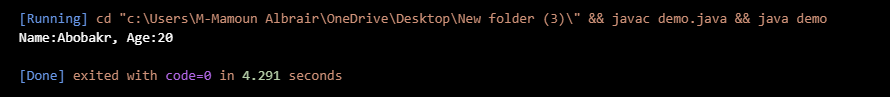 [Running] cd "c:\Users\M-Mamoun Albrair\OneDrive\Desktop\New folder (3)\" && javac demo.java && java demo
Name:Abobakr, Age:20
[Done] exited with code=0 in 4.291 seconds